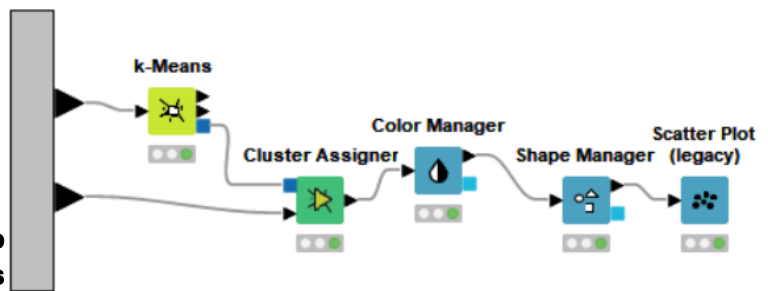 k-Means
Color Manager
Scatter Plot
(legacy)
Cluster Assigner
Shape Manager